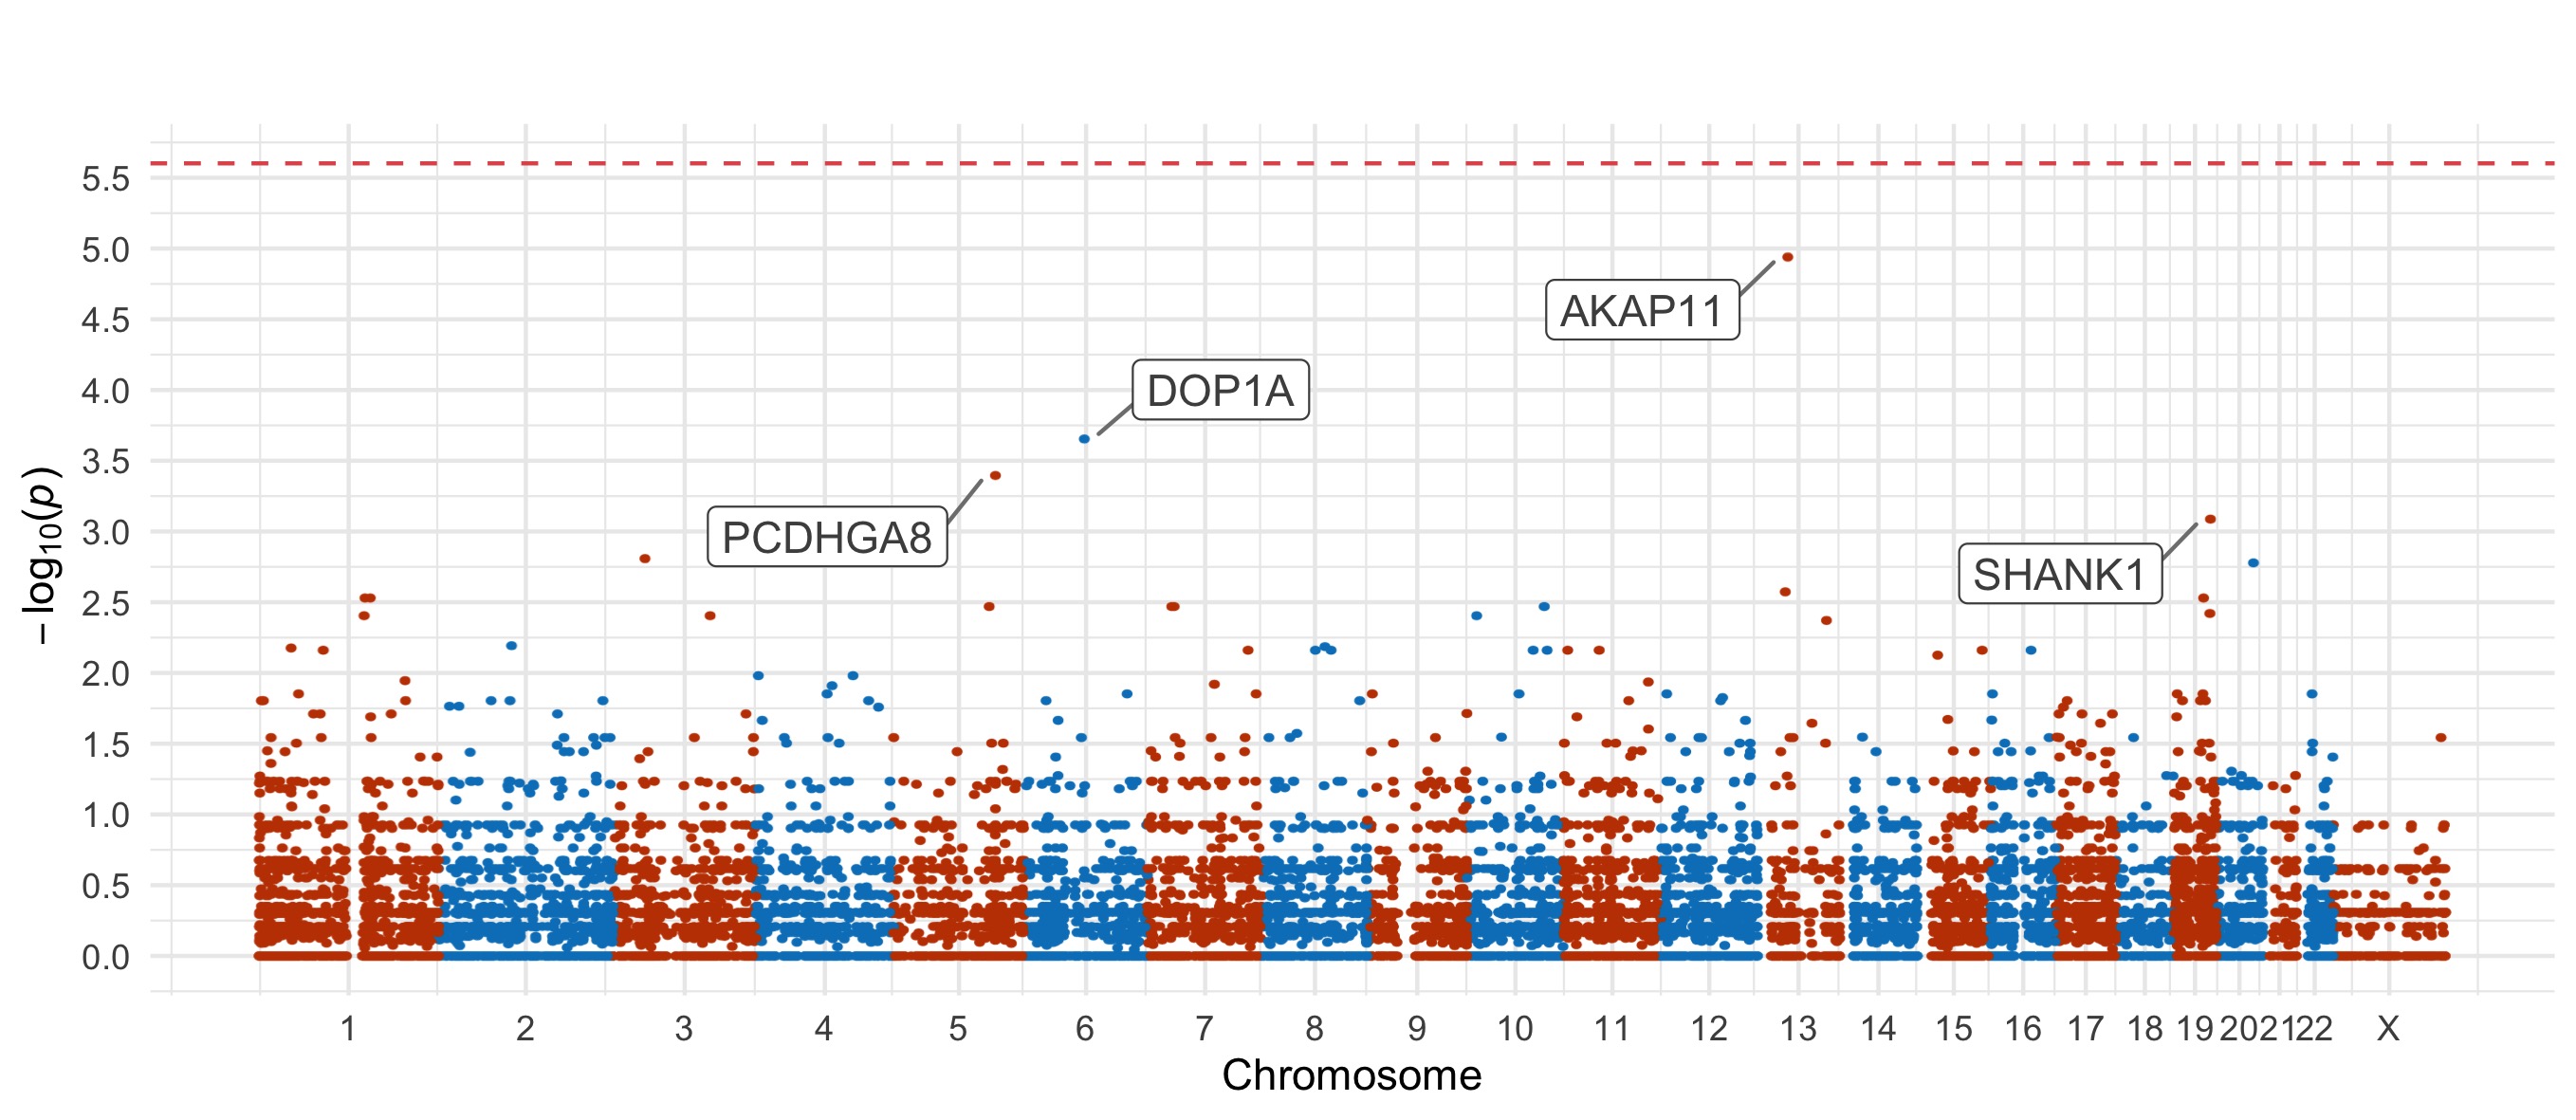 5.5
5.0
AKAP11
4.5
DOP1A
4.0
3.5
PCDHGA8
3.0
SHANK1
2.5
2.0
1.5
1.0
0.5
0.0
−log10(p)
1 2 3 4 5 6 7 8 9 10 11 12 13 14 15 16 17 18 19 20 21 22 X
Chromosome